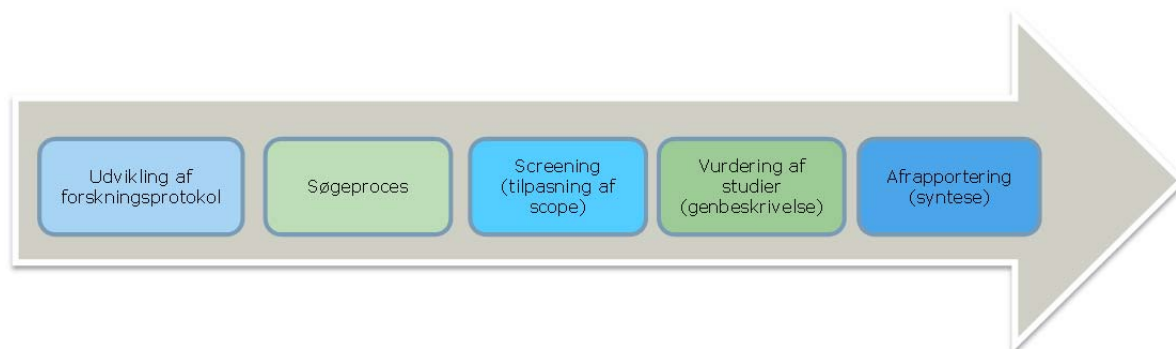 Udvikling af
forskningsprotokol
Søgeproces
Screening
(tilpasning af
scope)
Vurdering af
studier
(genbeskrivelse)
Afrapportering
(syntese)